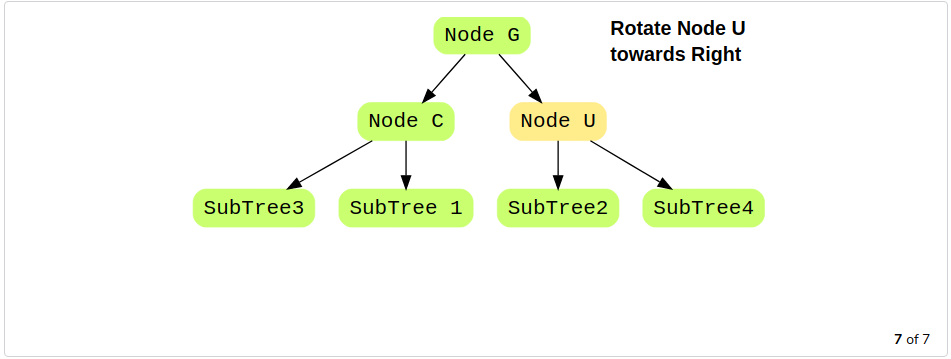 Node G
Rotate Node U
towards Right
Node C
Node U
SubTree3
SubTree 1
SubTree2
SubTree4
7 of 7